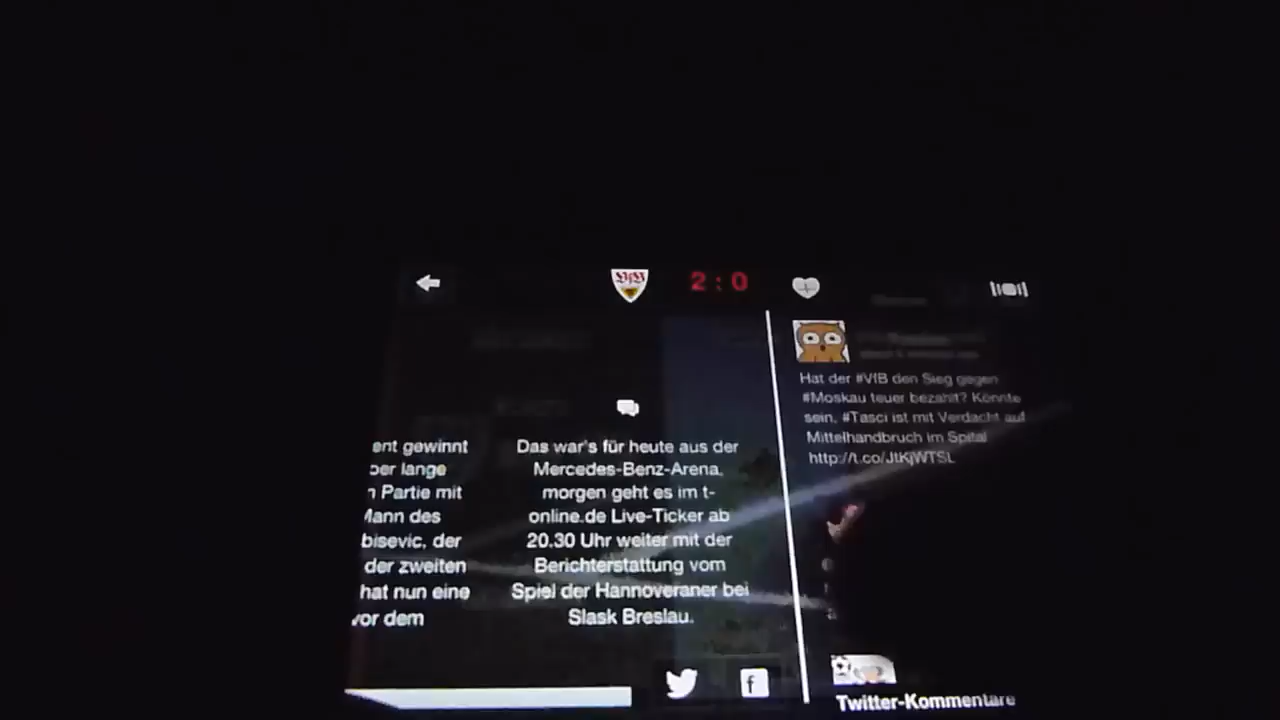 VfB
2:0
ent gewinnt
lange
Partie mit
Mann des
bisevic, der
der zweiten
hat nun eine
vor dem
Das war's für heute aus der
Mercedes-Benz-Arena,
morgen geht es im t-
online.de Live-Ticker ab
20.30 Uhr weiter mit der
Berichterstattung vom
Spiel der Hannoveraner bei
Slask Breslau.
Hat der #VfB den Sieg gegen
#Moskau teuer bezahlt? Könnte
sein, #Tasci ist mit Verdacht auf
Mittelhandbruch im Spital
http://t.co/JtKjWTSL
Twitter-Kommentare